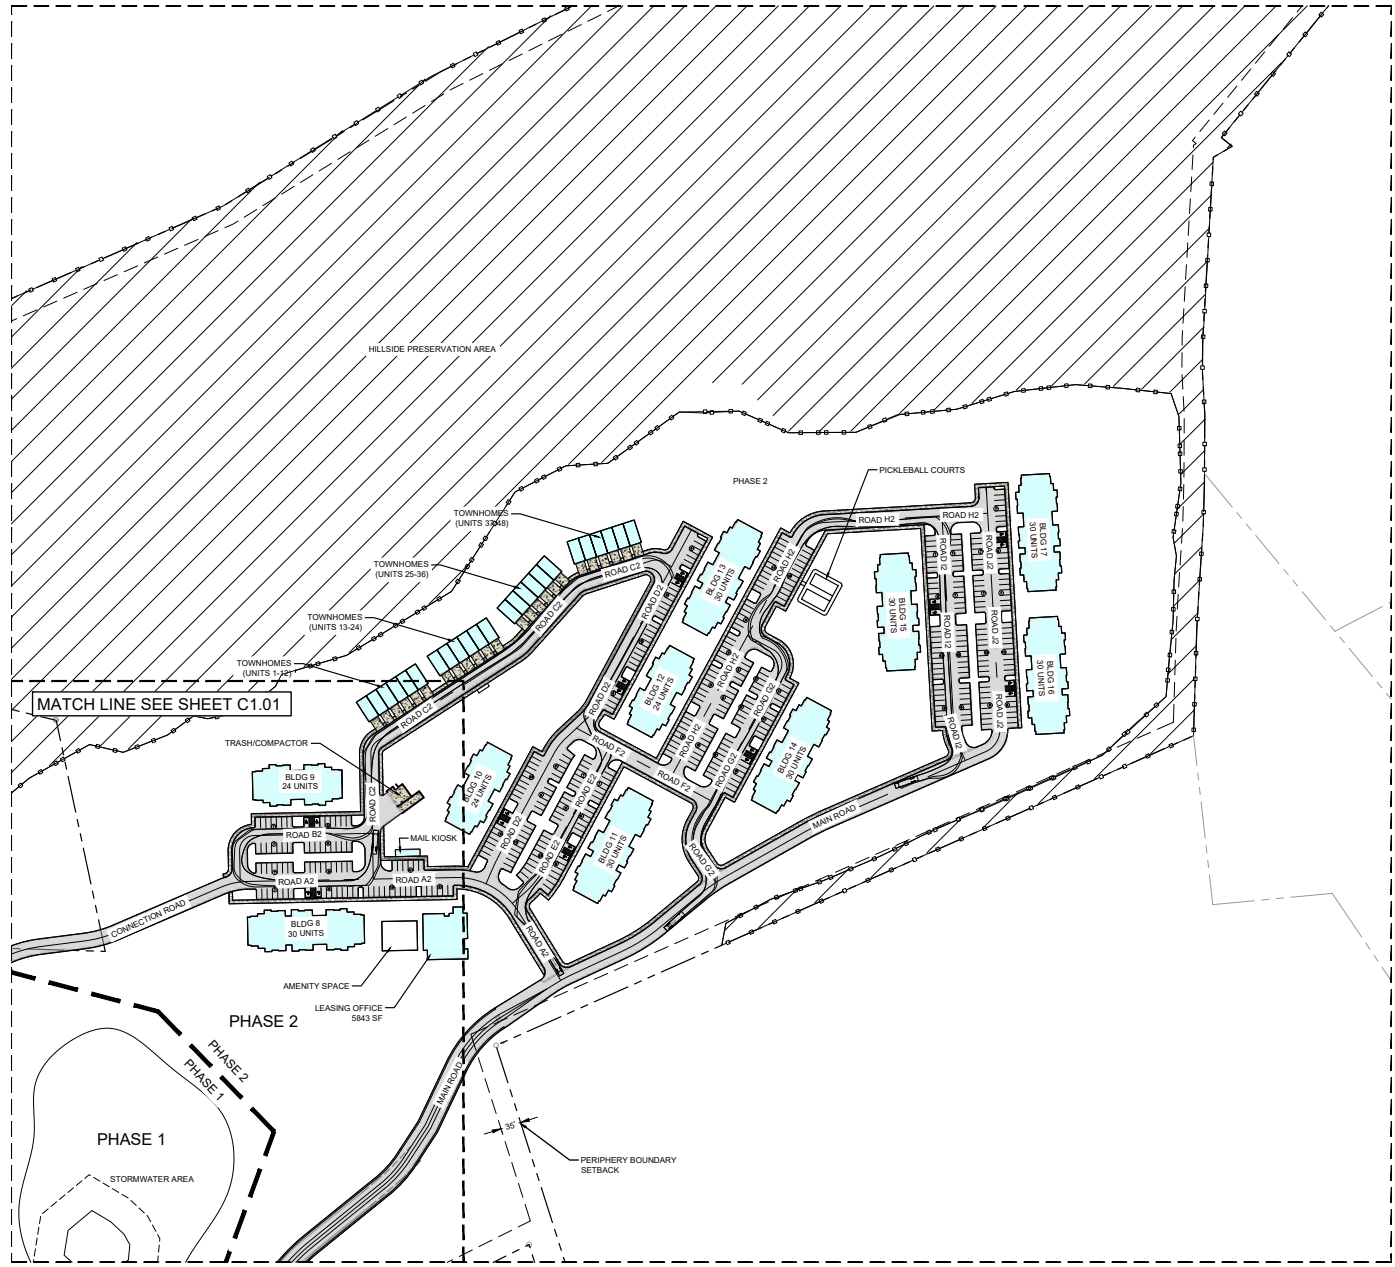 HILLSIDE PRESERVATION AREA
PICKLEBALL COURTS
PHASE 2
TOWNHOMES
(UNITS 37-48)
ROAD H2
ROAD H2
BLDG 17
30 UNITS
ROAD H2
ROAD I2
ROAD J2
TOWNHOMES
(UNITS 25-36)
ROAD C2
BLDG 13
30 UNITS
ROAD D2
TOWNHOMES
(UNITS 13-24)
ROAD C2
BLDG 15
30 UNITS
ROAD I2
ROAD J2
TOWNHOMES
(UNITS 1-12)
BLDG 12
24 UNITS
ROAD H2
ROAD G2
BLDG 16
30 UNITS
MATCH LINE SEE SHEET C1.01
ROAD C2
ROAD D2
ROAD J2
TRASH/COMPACTOR
ROAD F2
ROAD H2
ROAD I2
BLDG 9
24 UNITS
BLDG 10
24 UNITS
ROAD E2
ROAD F2
ROAD G2
BLDG 14
30 UNITS
ROAD C2
MAIN ROAD
ROAD B2
MAIL KIOSK
ROAD D2
ROAD E2
BLDG 11
30 UNITS
ROAD G2
ROAD A2
ROAD A2
CONNECTION ROAD
BLDG 8
30 UNITS
ROAD A2
AMENITY SPACE
LEASING OFFICE
5843 SF
PHASE 2
PHASE 2
PHASE 1
MAIN ROAD
35'
PHASE 1
PERIPHERY BOUNDARY
SETBACK
STORMWATER AREA